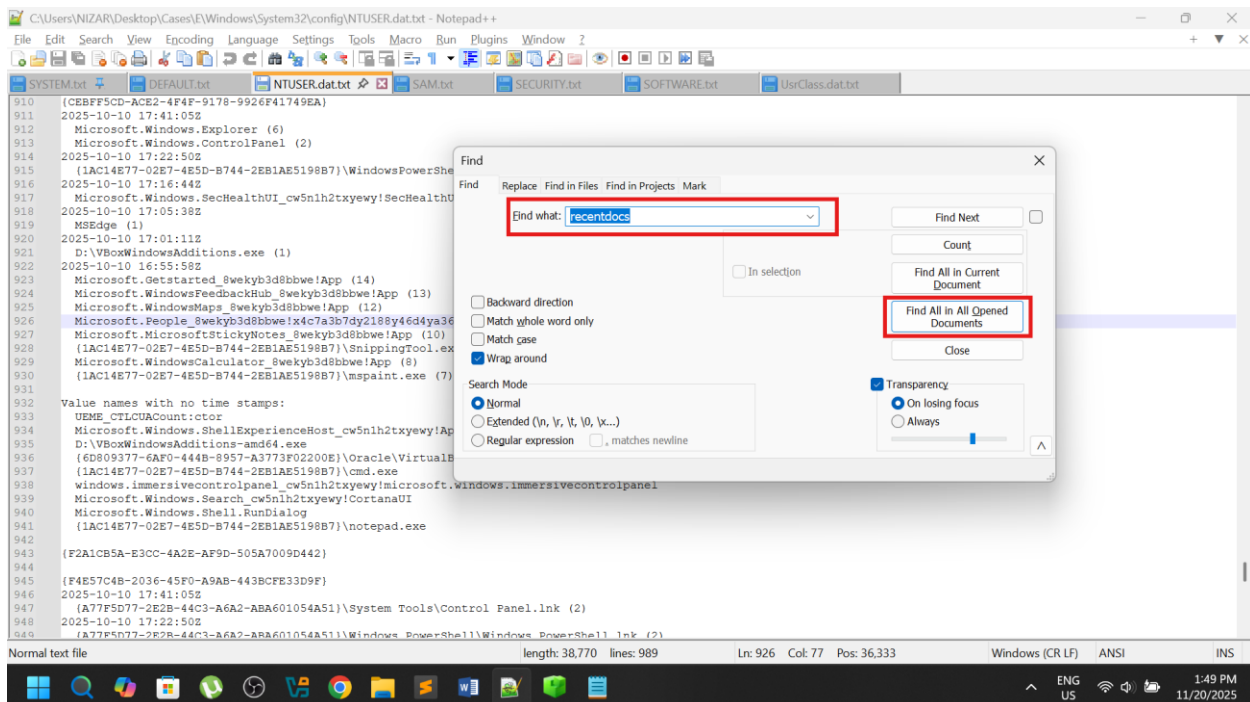 C:\Users\NIZAR\Desktop\Cases\E\Windows\System32\config\NTUSER.dat.txt - Notepad++
File Edit Search View Encoding Language Settings Tools Macro Run Plugins Window ?
SYSTEM.txt DEFAULT.txt NTUSER.dat.txt SAM.txt SECURITY.txt SOFTWARE.txt UsrClass.dat.txt
910 {CEBFF5CD-ACE2-4F4F-9178-9926F41749EA}
911 2025-10-10 17:41:05Z
912 Microsoft.Windows.Explorer (6)
913 Microsoft.Windows.ControlPanel (2)
914 2025-10-10 17:22:50Z
915 {1AC14E77-02E7-4E5D-B744-2EB1AE5198B7}\WindowsPowerShe
916 2025-10-10 17:16:44Z
917 Microsoft.Windows.SecHealthUI_cw5n1h2txyewy!SecHealthU
918 2025-10-10 17:05:38Z
919 MSEdge (1)
920 2025-10-10 17:01:11Z
921 D:\VBoxWindowsAdditions.exe (1)
922 2025-10-10 16:55:58Z
923 Microsoft.Getstarted_8wekyb3d8bbwe!App (14)
924 Microsoft.WindowsFeedbackHub_8wekyb3d8bbwe!App (13)
925 Microsoft.WindowsMaps_8wekyb3d8bbwe!App (12)
926 Microsoft.People_8wekyb3d8bbwe!x4c7a3b7dy2188y46d4ya36
927 Microsoft.MicrosoftStickyNotes_8wekyb3d8bbwe!App (10)
928 {1AC14E77-02E7-4E5D-B744-2EB1AE5198B7}\SnippingTool.ex
929 Microsoft.WindowsCalculator_8wekyb3d8bbwe!App (8)
930 {1AC14E77-02E7-4E5D-B744-2EB1AE5198B7}\mspaint.exe (7)
931
932 Value names with no time stamps:
933 UEME_CTLCUACount:ctor
934 Microsoft.Windows.ShellExperienceHost_cw5n1h2txyewy!Ap
935 D:\VBoxWindowsAdditions-amd64.exe
936 {6D809377-6AF0-444B-8957-A3773F02200E}\Oracle\VirtualB
937 {1AC14E77-02E7-4E5D-B744-2EB1AE5198B7}\cmd.exe
938 windows.immersivecontrolpanel_cw5n1h2txyewy!microsoft.windows.immersivecontrolpanel
939 Microsoft.Windows.Search_cw5n1h2txyewy!CortanaUI
940 Microsoft.Windows.Shell.RunDialog
941 {1AC14E77-02E7-4E5D-B744-2EB1AE5198B7}\notepad.exe
942
943 {F2A1CB5A-E3CC-4A2E-AF9D-505A7009D442}
944
945 {F4E57C4B-2036-45F0-A9AB-443BCFE33D9F}
946 2025-10-10 17:41:05Z
947 {A77F5D77-2E2B-44C3-A6A2-ABA601054A51}\System Tools\Control Panel.lnk (2)
948 2025-10-10 17:22:50Z
949 {A77F5D77-2E2B-44C3-A6A2-ABA601054A51}\Windows PowerShell\Windows PowerShell.lnk (2)
Find
Find Replace Find in Files Find in Projects Mark
Find what: recentdocs
Find Next
Count
In selection
Find All in Current
Document
Backward direction
Find All in All Opened
Documents
Match whole word only
Match case
Close
Wrap around
Search Mode
Transparency
Normal
On losing focus
Extended (\n, \r, \t, \0, \x...)
Always
Regular expression
. matches newline
Normal text file length: 38,770 lines: 989 Ln: 926 Col: 77 Pos: 36,333 Windows (CR LF) ANSI INS
ENG
US
1:49 PM
11/20/2025